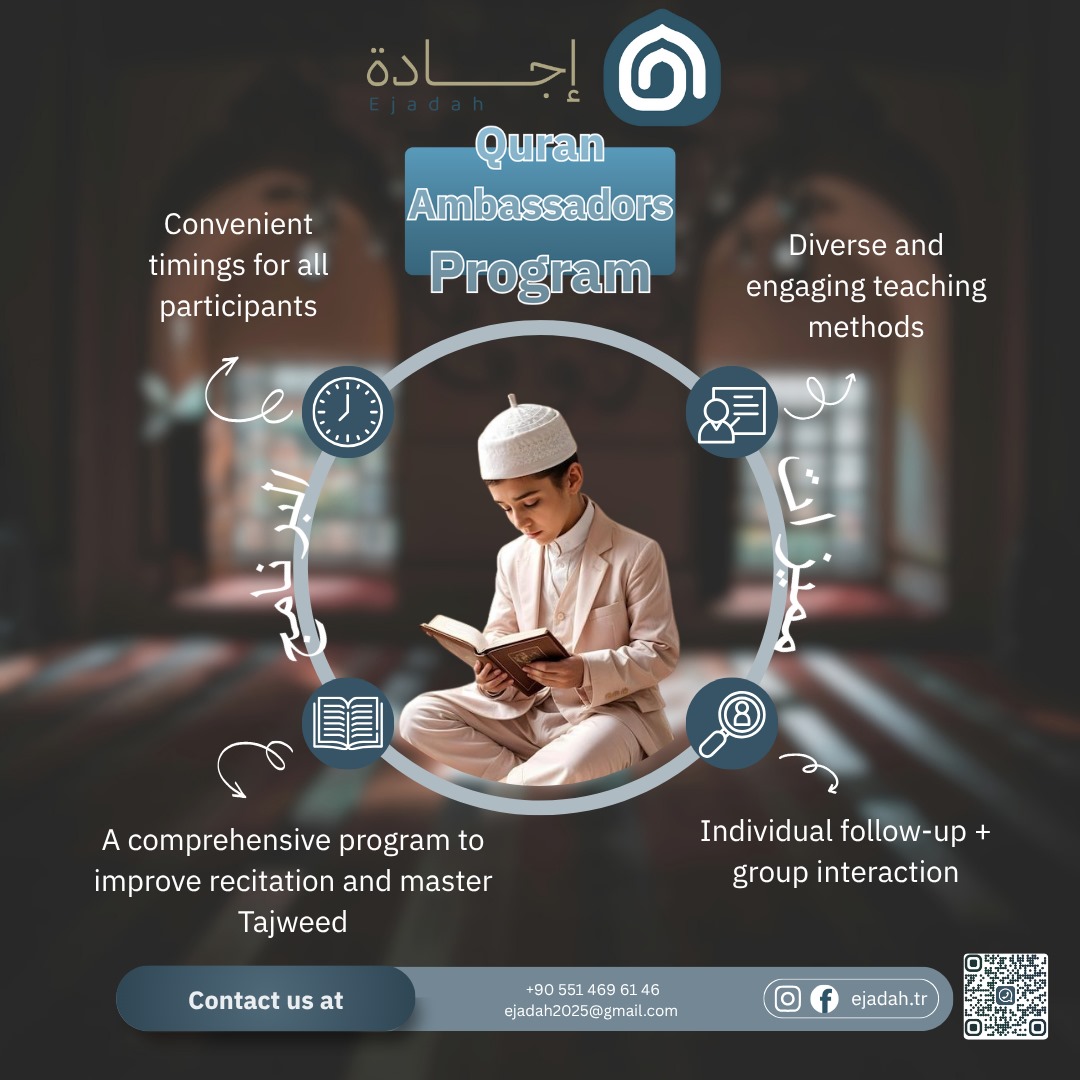 إجـــادة
Ejadah
Quran
Ambassadors
Program
Convenient
timings for all
participants
Diverse and
engaging teaching
methods
مميزات
البرنامج
A comprehensive program to
improve recitation and master
Tajweed
Individual follow-up +
group interaction
Contact us at
+90 551 469 61 46
ejadah2025@gmail.com
ejadah.tr